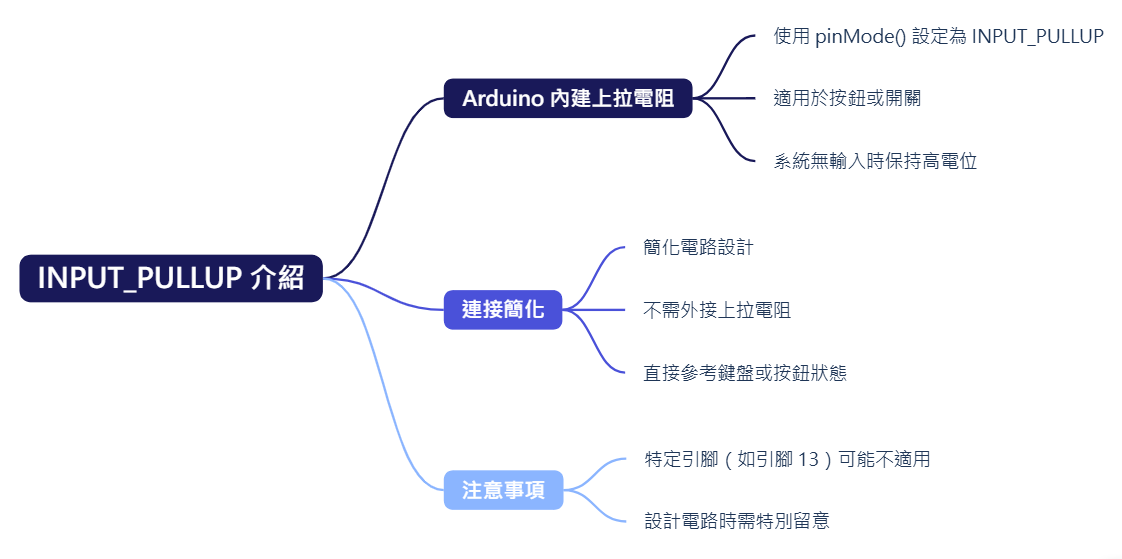 INPUT_PULLUP 介紹
Arduino 內建上拉電阻
使用 pinMode() 設定為 INPUT_PULLUP
適用於按鈕或開關
系統無輸入時保持高電位
連接簡化
簡化電路設計
不需外接上拉電阻
直接參考鍵盤或按鈕狀態
注意事項
特定引腳（如引腳 13）可能不適用
設計電路時需特別留意